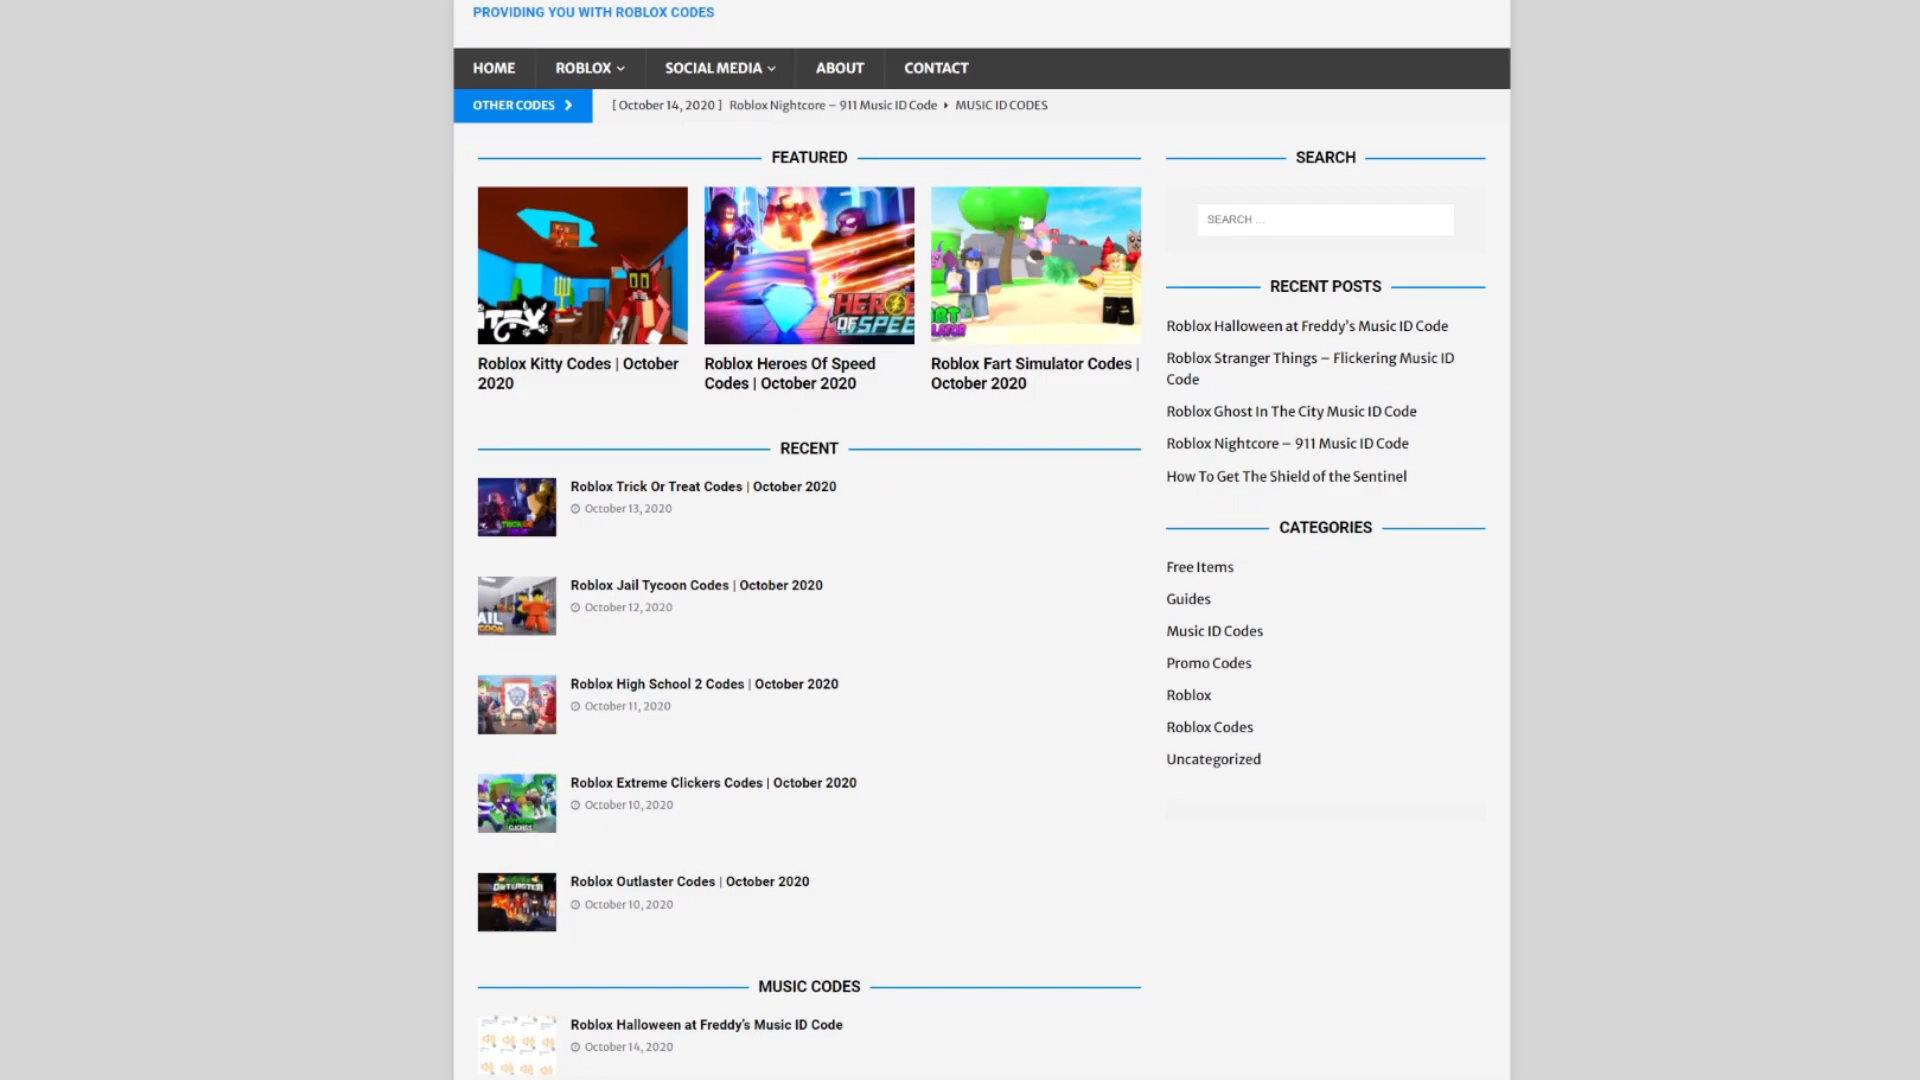 PROVIDING YOU WITH ROBLOX CODES
HOME ROBLOX SOCIAL MEDIA ABOUT CONTACT
OTHER CODES [ October 14, 2020 ] Roblox Nightcore – 911 Music ID Code MUSIC ID CODES
FEATURED
HERO
OF SPEE
Roblox Kitty Codes | October
2020
Roblox Heroes Of Speed
Codes | October 2020
Roblox Fart Simulator Codes |
October 2020
RECENT
Roblox Trick Or Treat Codes | October 2020
October 13, 2020
Roblox Jail Tycoon Codes | October 2020
October 12, 2020
Roblox High School 2 Codes | October 2020
October 11, 2020
Roblox Extreme Clickers Codes | October 2020
October 10, 2020
OUTLASTER
Roblox Outlaster Codes | October 2020
October 10, 2020
MUSIC CODES
Roblox Halloween at Freddy's Music ID Code
October 14, 2020
SEARCH
SEARCH ...
RECENT POSTS
Roblox Halloween at Freddy's Music ID Code
Roblox Stranger Things – Flickering Music ID
Code
Roblox Ghost In The City Music ID Code
Roblox Nightcore – 911 Music ID Code
How To Get The Shield of the Sentinel
CATEGORIES
Free Items
Guides
Music ID Codes
Promo Codes
Roblox
Roblox Codes
Uncategorized